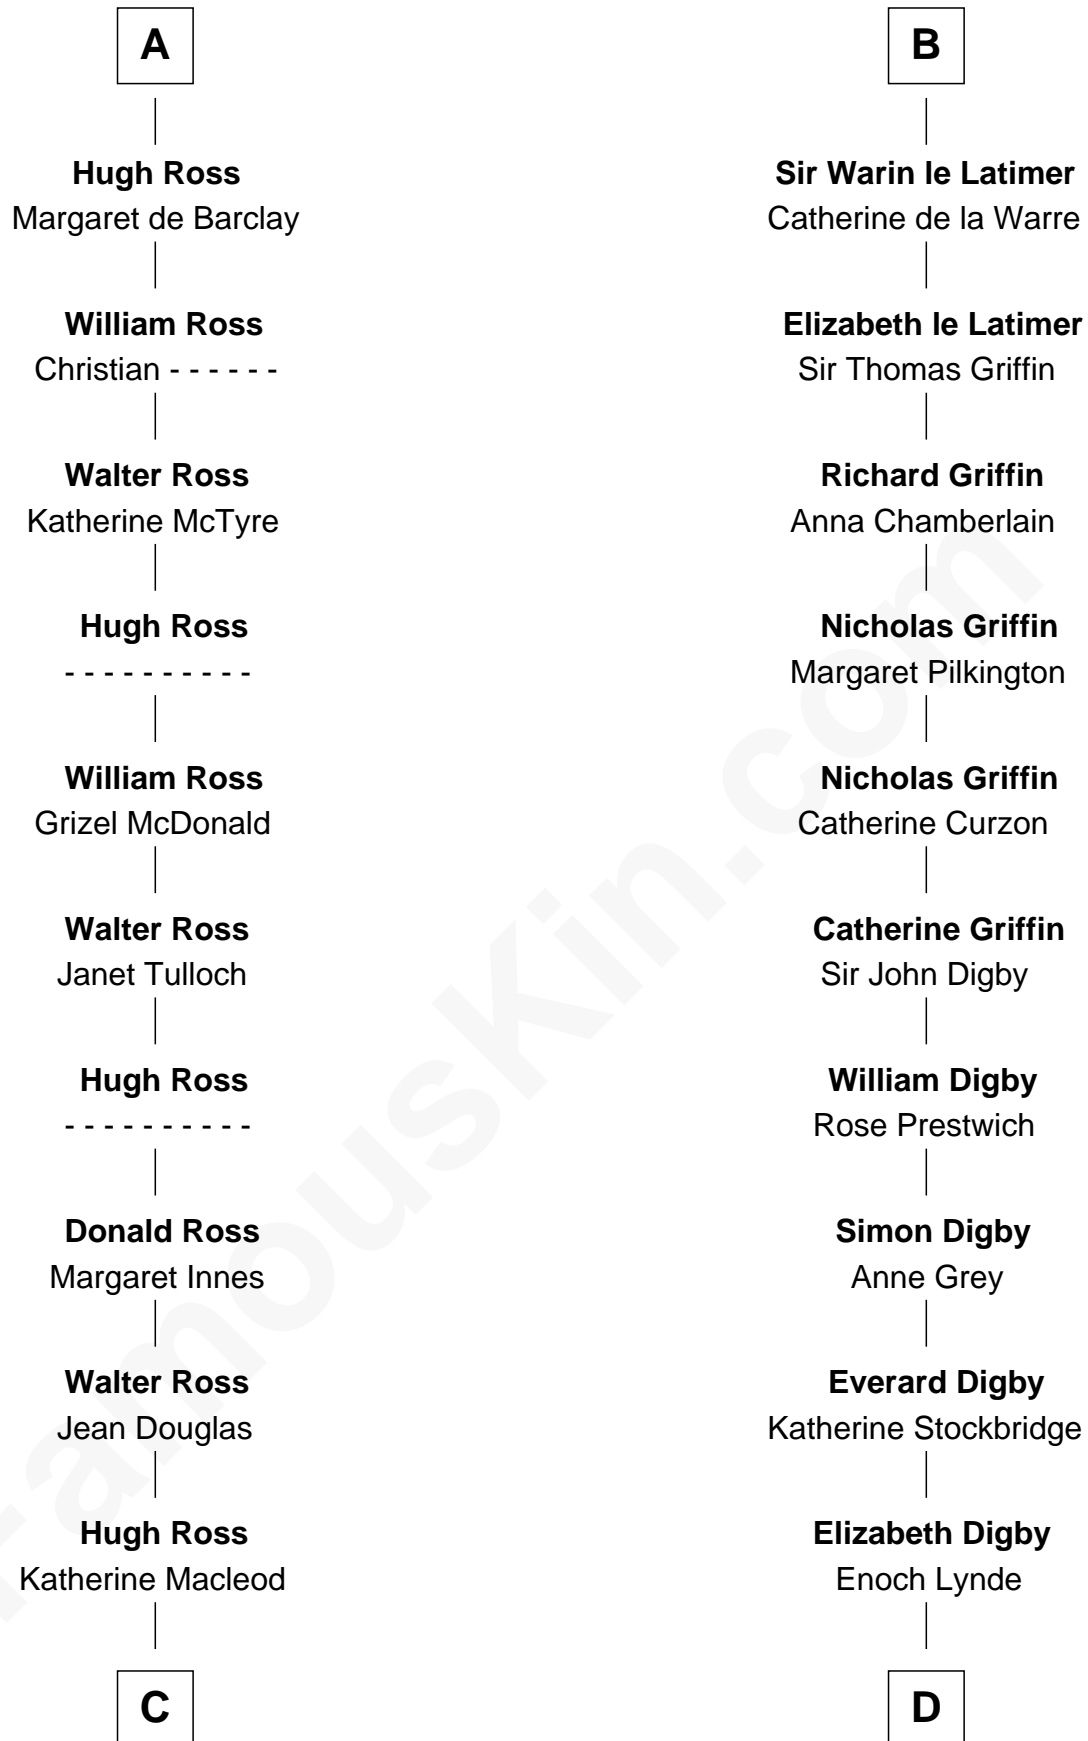 A
Hugh Ross
Margaret de Barclay
William Ross
Christian - - - - - -
Walter Ross
Katherine McTyre
Hugh Ross
- - - - - - - - - -
William Ross
Grizel McDonald
Walter Ross
Janet Tulloch
Hugh Ross
- - - - - - - - - -
Donald Ross
Margaret Innes
Walter Ross
Jean Douglas
Hugh Ross
Katherine Macleod
C
B
Sir Warin le Latimer
Catherine de la Warre
Elizabeth le Latimer
Sir Thomas Griffin
Richard Griffin
Anna Chamberlain
Nicholas Griffin
Margaret Pilkington
Nicholas Griffin
Catherine Curzon
Catherine Griffin
Sir John Digby
William Digby
Rose Prestwich
Simon Digby
Anne Grey
Everard Digby
Katherine Stockbridge
Elizabeth Digby
Enoch Lynde
D
FamousKin.com